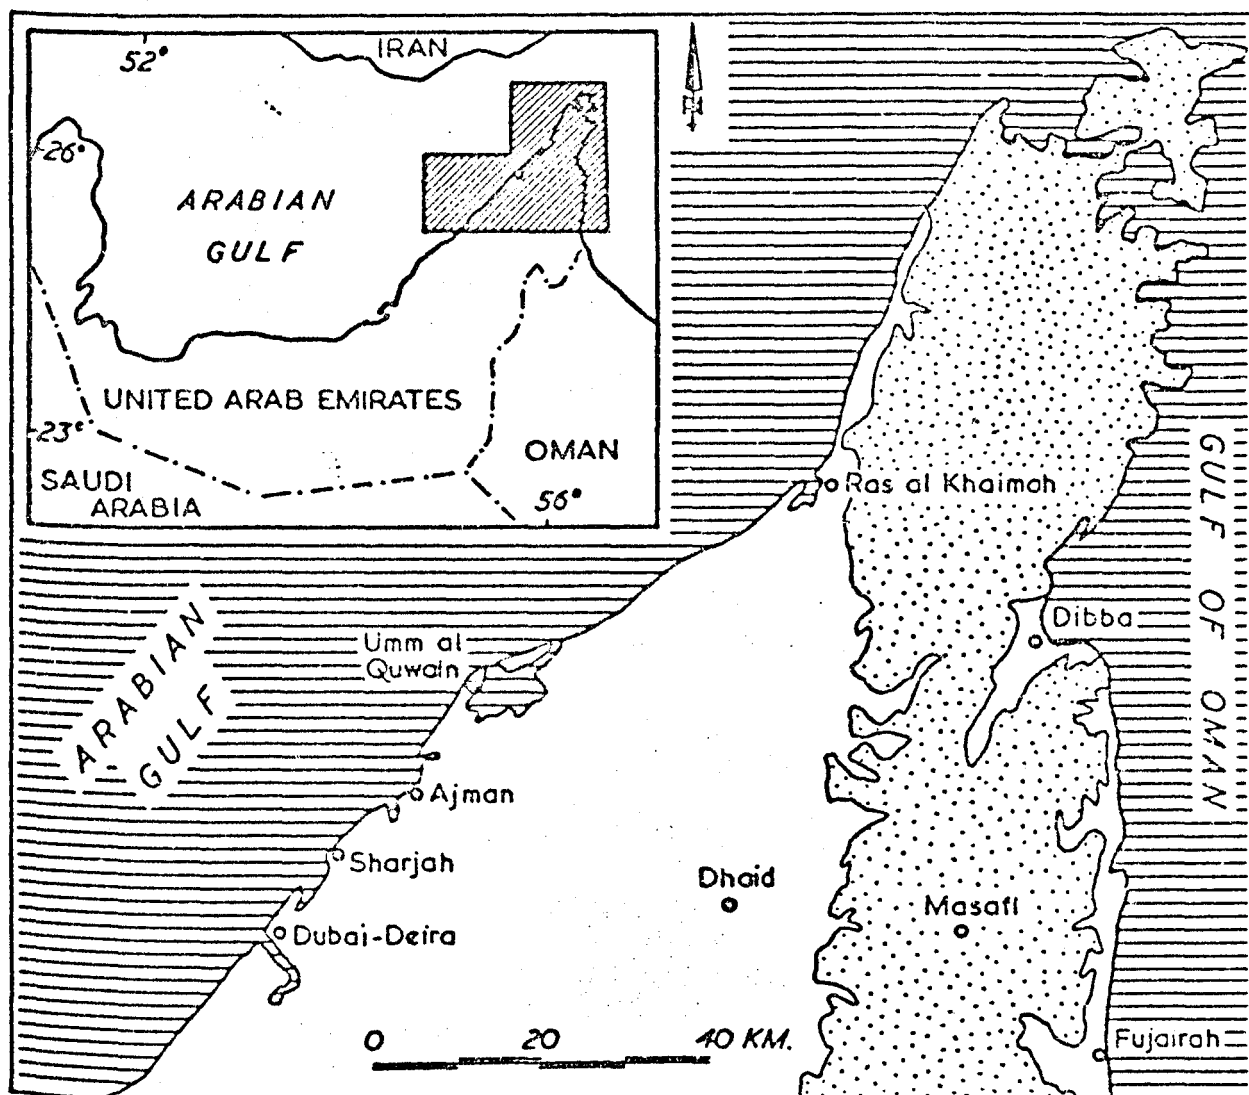 52°
IRAN
26°
ARABIAN
GULF
UNITED ARAB EMIRATES
23°
OMAN
SAUDI
ARABIA
56°
GULF OF OMAN
Ras al Khaimah
Dibba
ARABIAN
GULF
Umm al
Quwain
Ajman
Sharjah
Dhaid
Masafi
Dubai-Deira
0 20 40 KM.
Fujairah